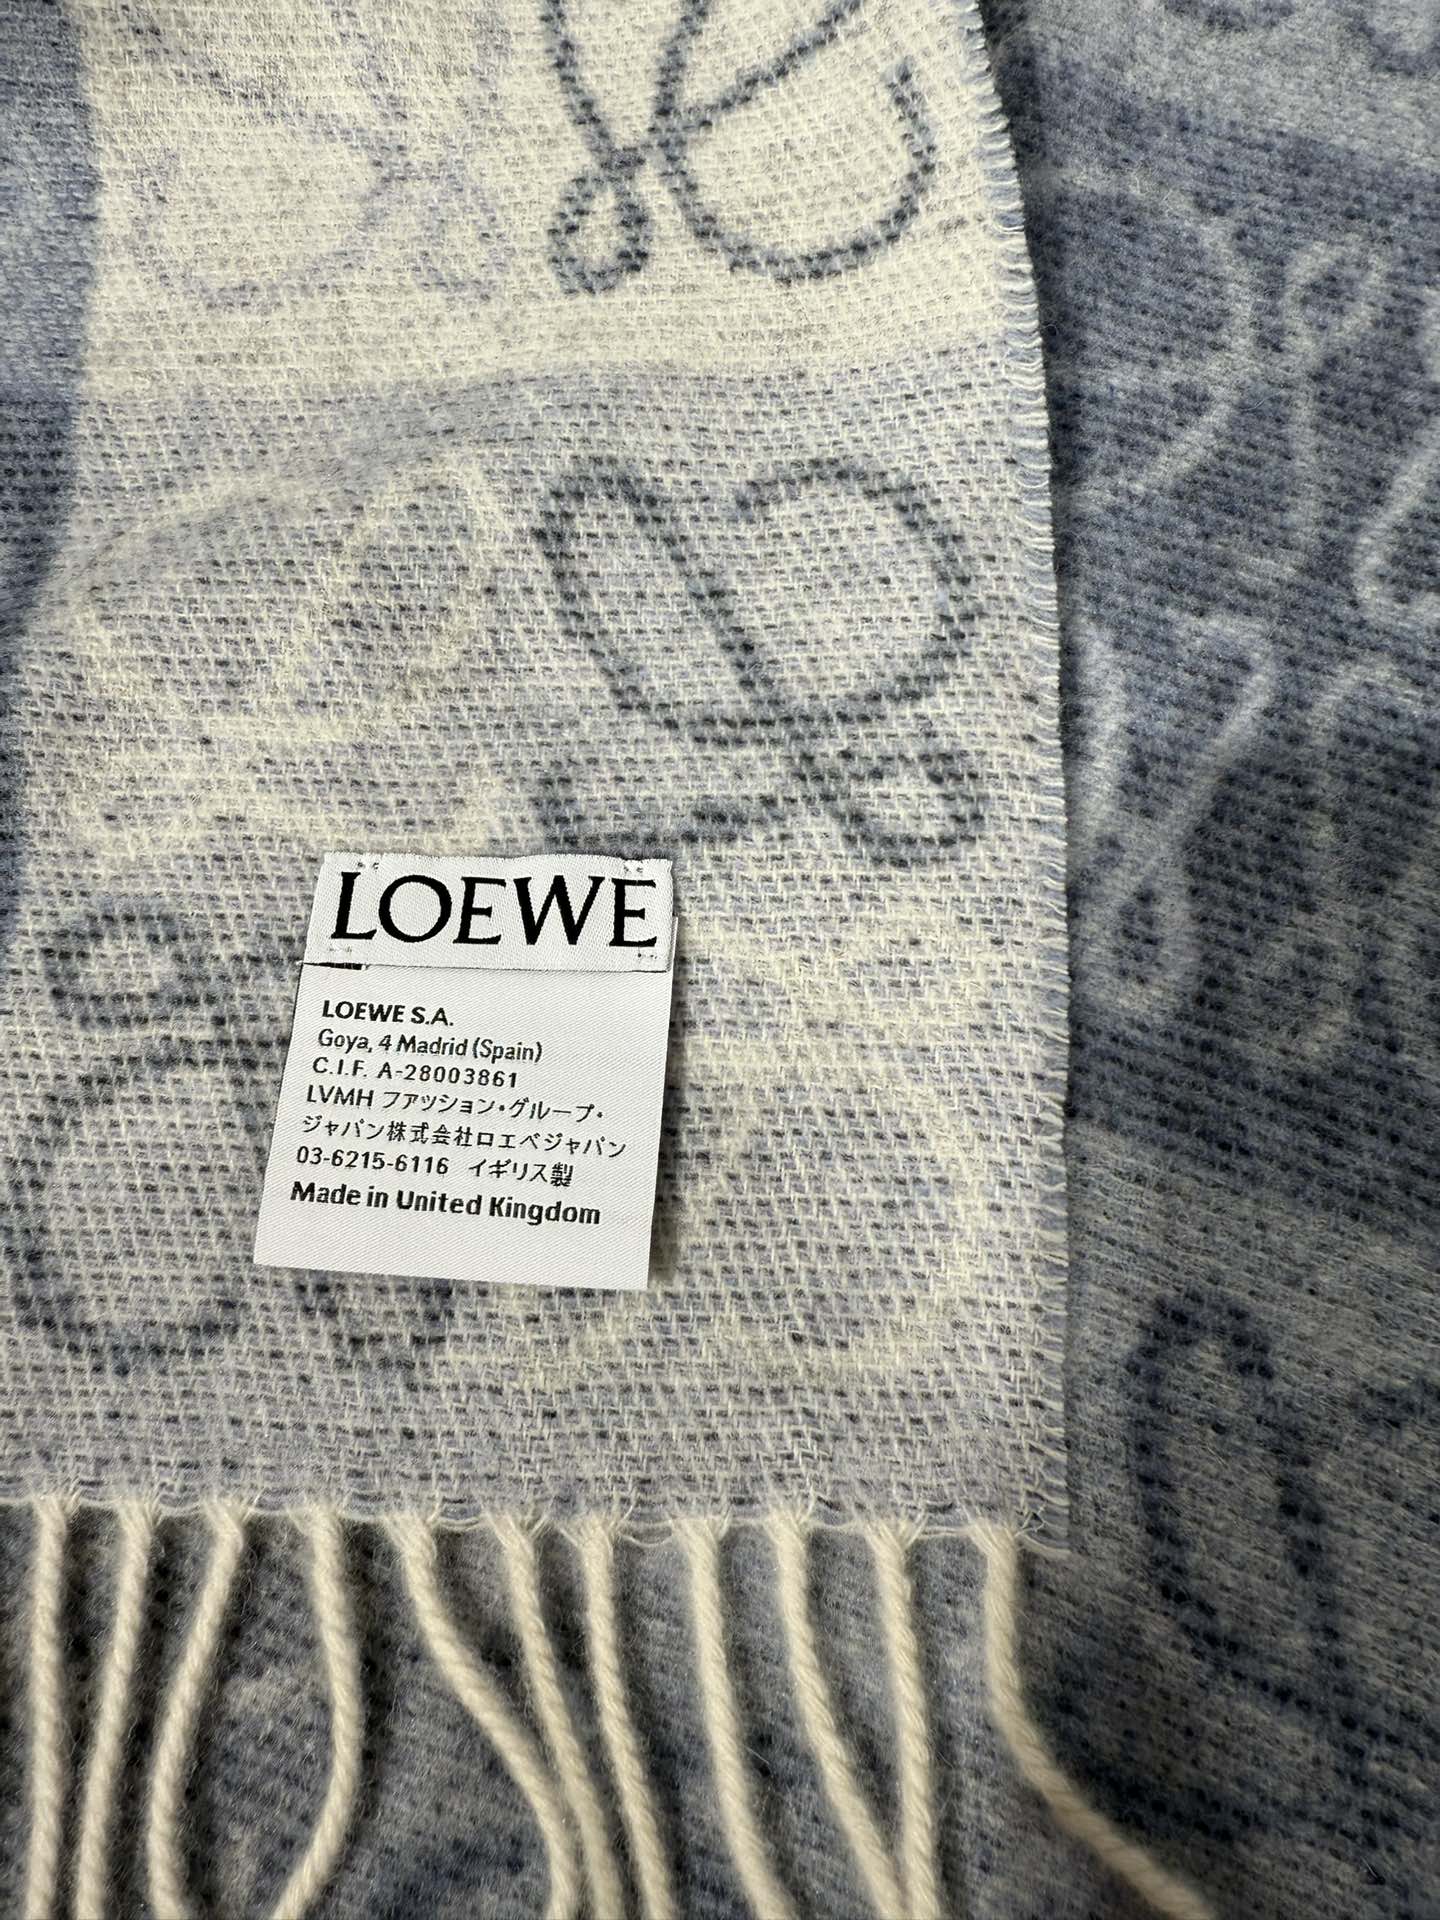 LOEWE
LOEWE S.A.
Goya, 4 Madrid (Spain)
C.I.F. A-28003861
LVMH ファッション・グループ・
ジャパン株式会社ロエベジャパン
03-6215-6116 イギリス製
Made in United Kingdom